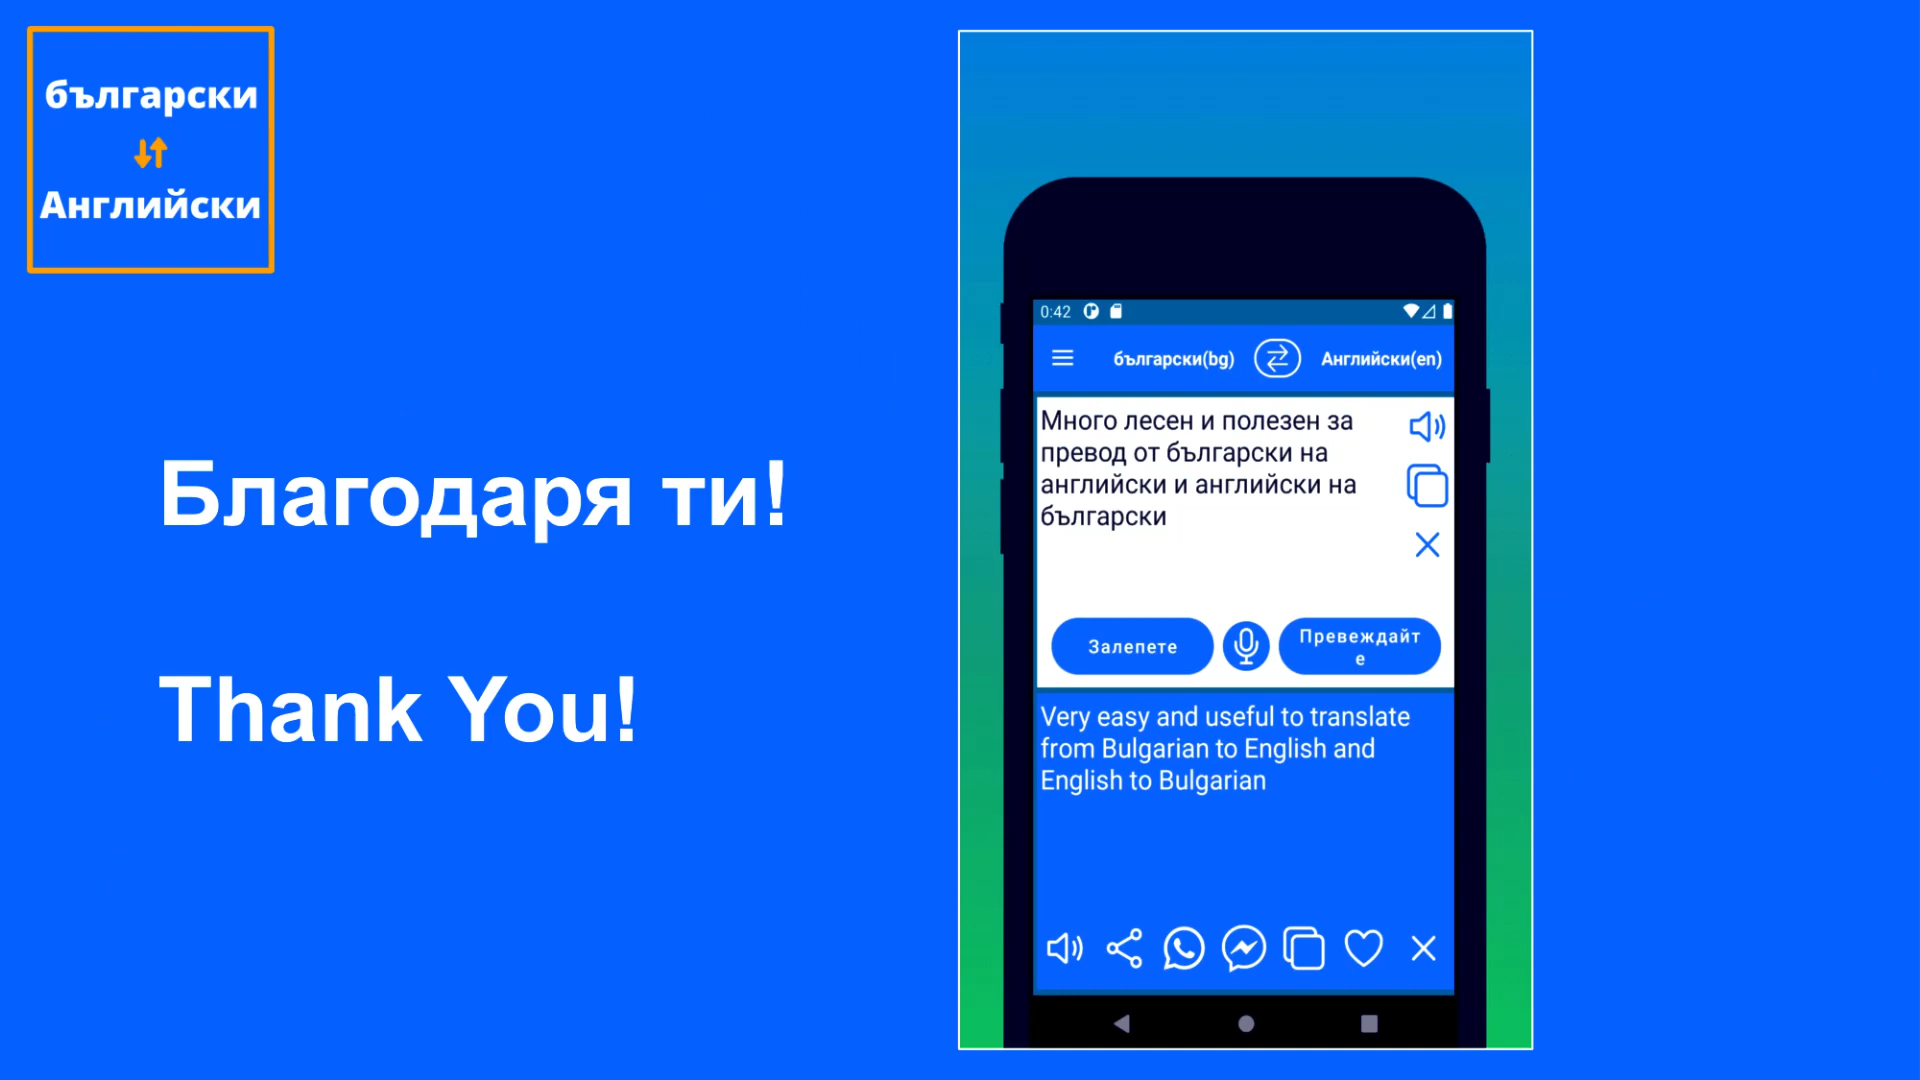 български
Английски
Благодаря ти!
Thank You!
0:42
български(bg)
Английски(en)
Много лесен и полезен за
превод от български на
английски и английски на
български
Залепете
Превеждайт
е
Very easy and useful to translate
from Bulgarian to English and
English to Bulgarian